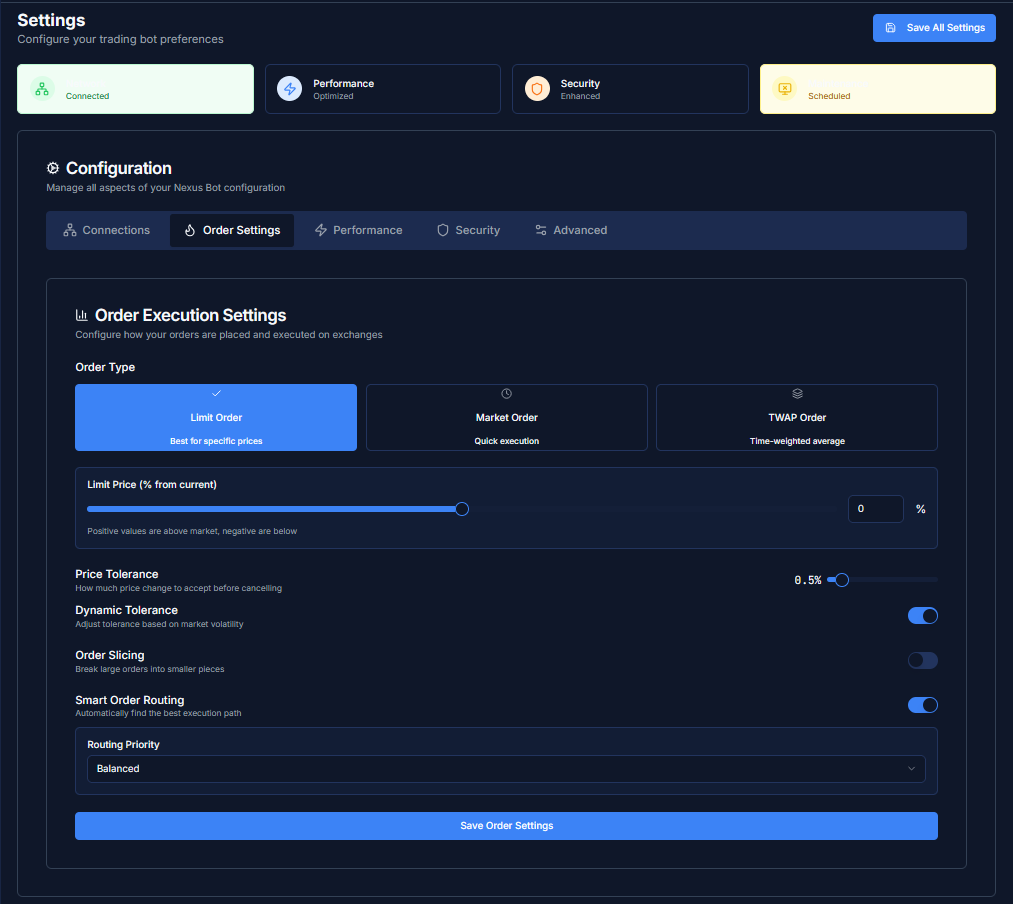 Settings
Configure your trading bot preferences
Save All Settings
Connected
Performance
Optimized
Security
Enhanced
Scheduled
Configuration
Manage all aspects of your Nexus Bot configuration
Connections
Order Settings
Performance
Security
Advanced
Order Execution Settings
Configure how your orders are placed and executed on exchanges
Order Type
Limit Order
Best for specific prices
Market Order
Quick execution
TWAP Order
Time-weighted average
Limit Price (% from current)
0
%
Positive values are above market, negative are below
Price Tolerance
How much price change to accept before cancelling
0.5%
Dynamic Tolerance
Adjust tolerance based on market volatility
Order Slicing
Break large orders into smaller pieces
Smart Order Routing
Automatically find the best execution path
Routing Priority
Balanced
Save Order Settings